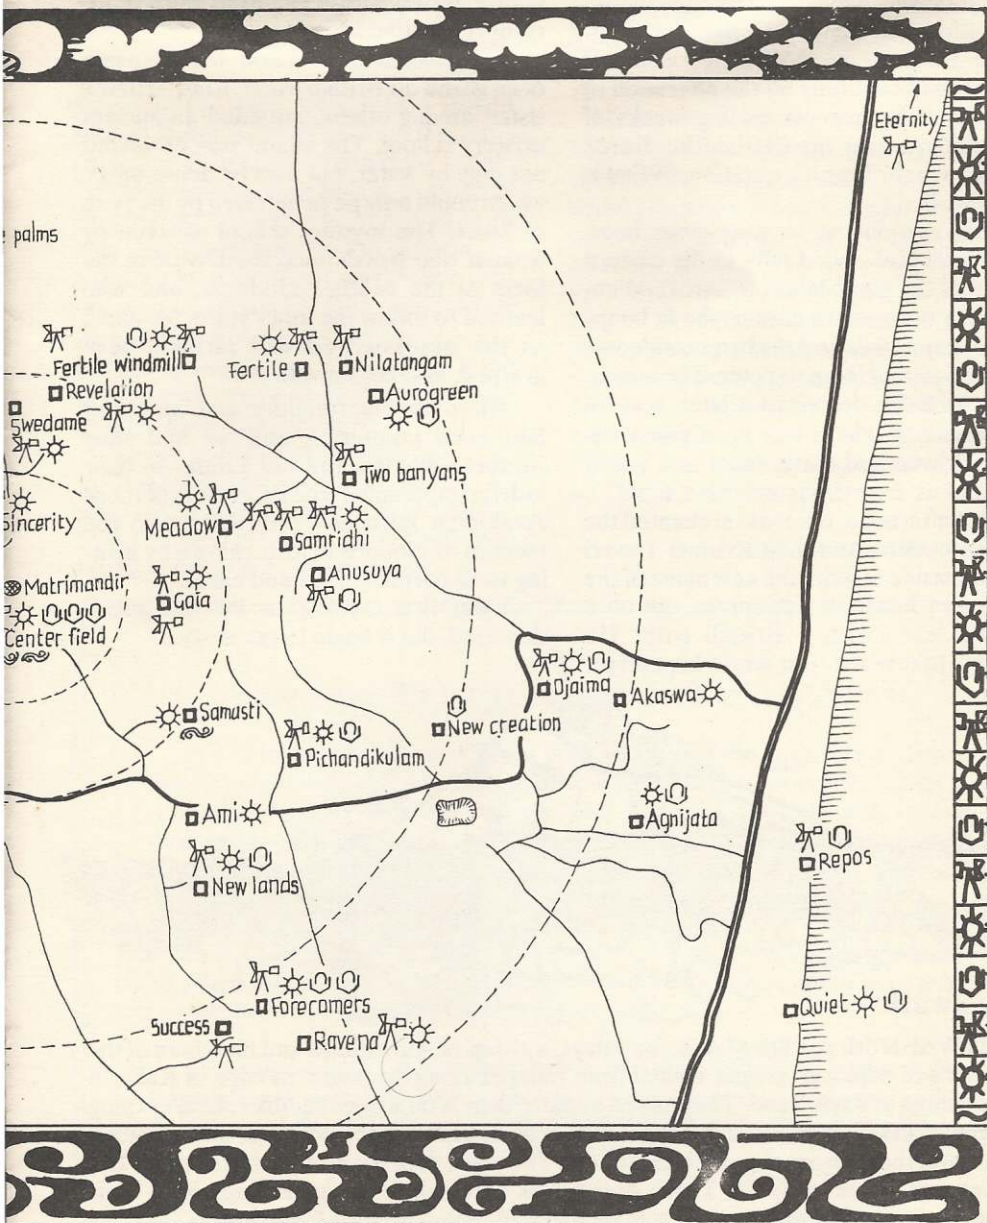 Eternity
palms
Fertile windmill
Fertile
Nilatangam
Revelation
Aurogreen
Swedame
Two banyans
Sincerity
Meadow
Samridhi
Anusuya
Matrimandir
Gaia
Center field
Djaima
Akaswa
Samusti
New creation
Pichandikulam
Ami
Agnijata
Repos
New lands
Forecomers
Quiet
Success
Ravena